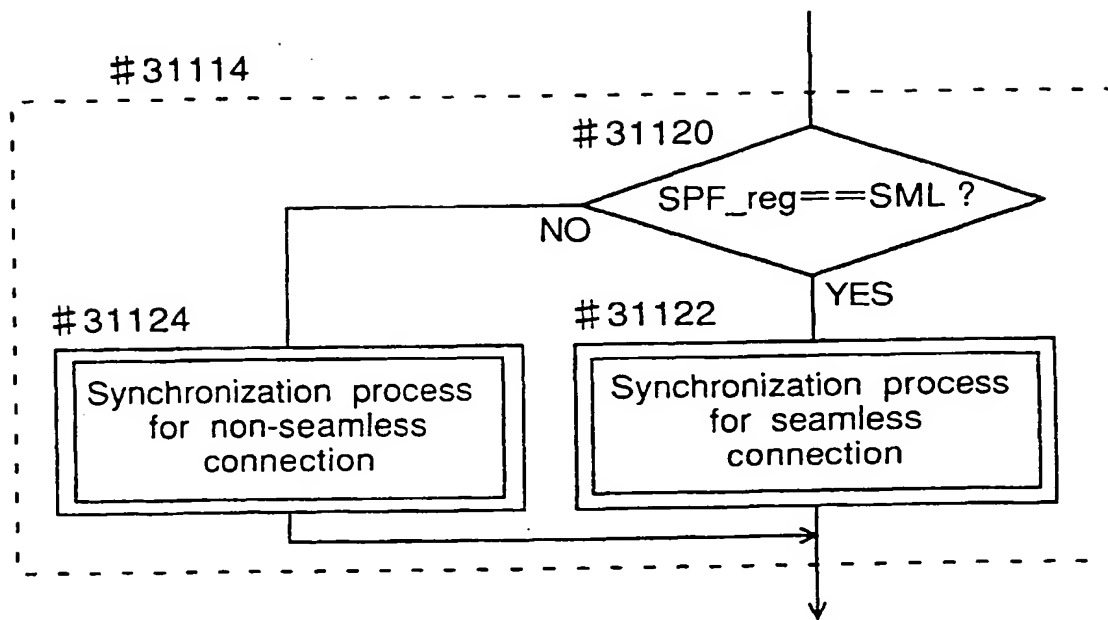 #31114
#31120
SPF_reg==SML ?
NO
YES
#31124
#31122
Synchronization process
for non-seamless
connection
Synchronization process
for seamless
connection